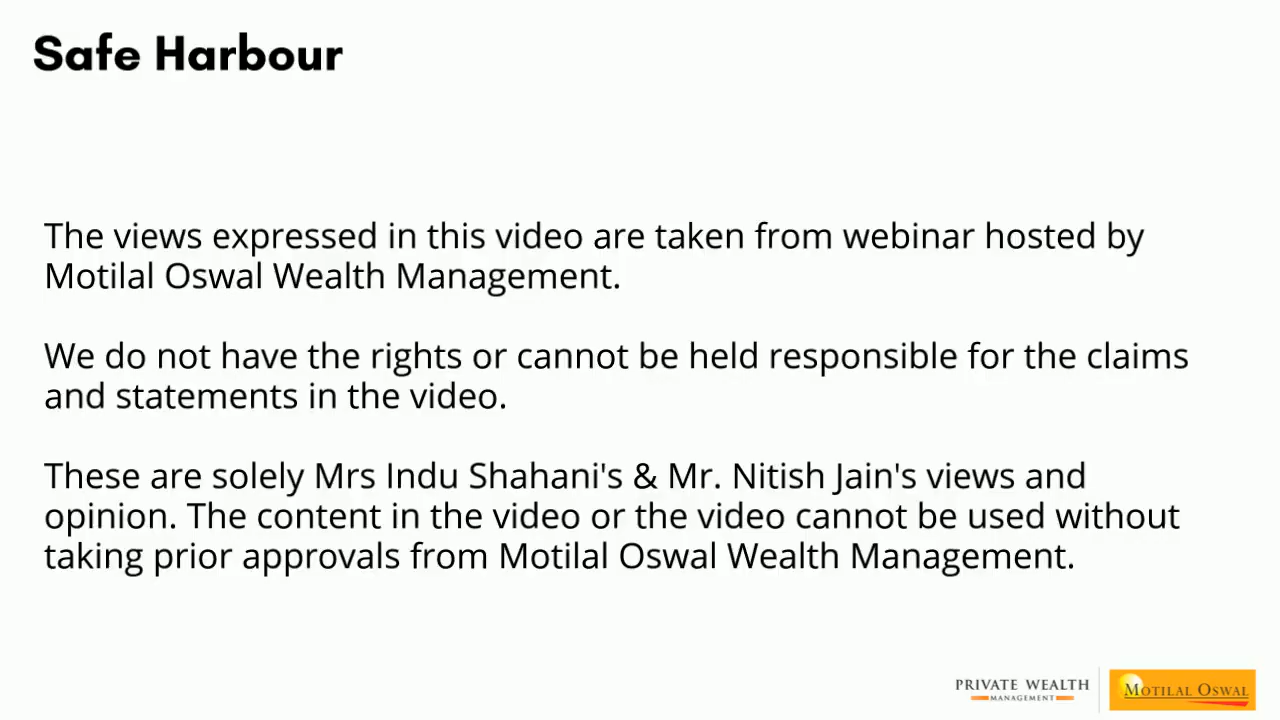 Safe Harbour
The views expressed in this video are taken from webinar hosted by
Motilal Oswal Wealth Management.
We do not have the rights or cannot be held responsible for the claims
and statements in the video.
These are solely Mrs Indu Shahani's & Mr. Nitish Jain's views and
opinion. The content in the video or the video cannot be used without
taking prior approvals from Motilal Oswal Wealth Management.
PRIVATE WEALTH
MANAGEMENT
MOTILAL OSWAL